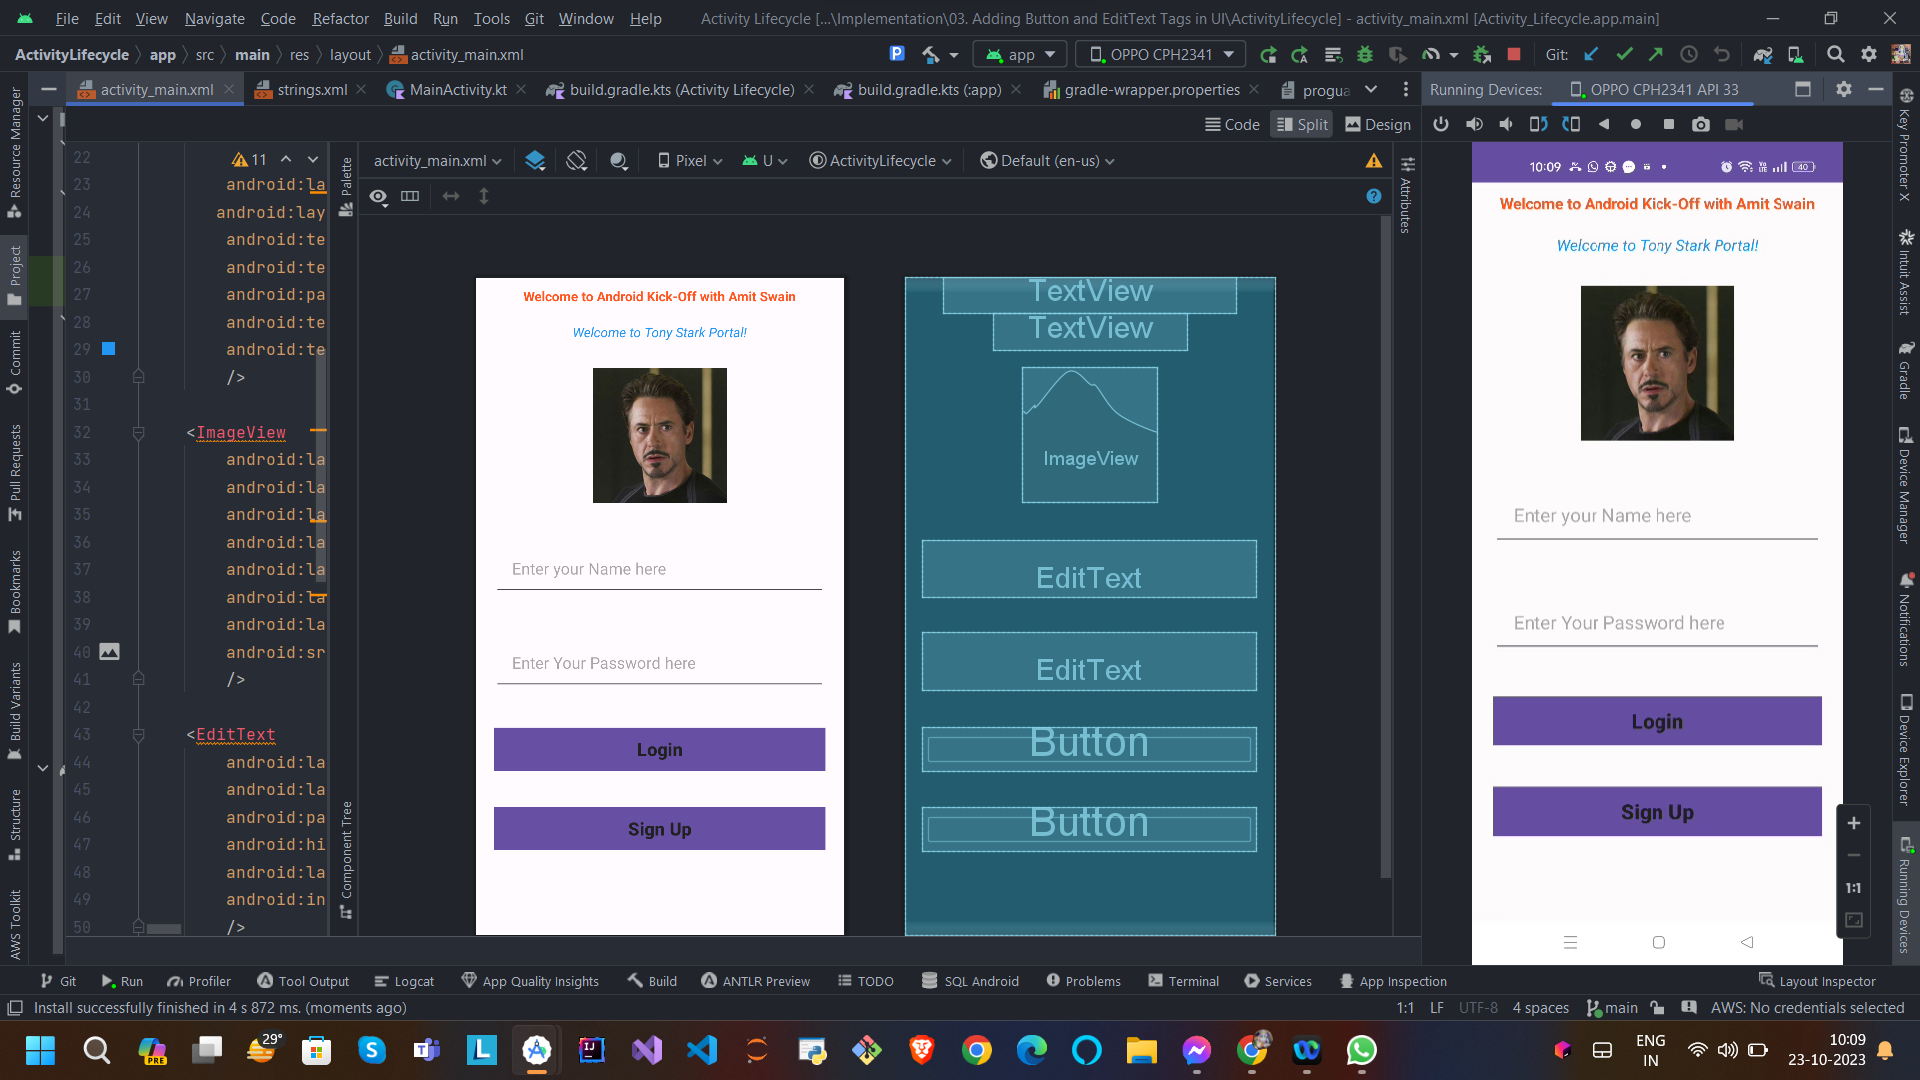 File Edit View Navigate Code Refactor Build Run Tools Git Window Help Activity Lifecycle [...\Implementation\03. Adding Button and EditText Tags in UI\ActivityLifecycle] - activity_main.xml [Activity_Lifecycle.app.main]
ActivityLifecycle app src main res layout activity_main.xml app OPPO CPH2341 Git:
activity_main.xml strings.xml MainActivity.kt build.gradle.kts (Activity Lifecycle) build.gradle.kts (:app) gradle-wrapper.properties progua Running Devices: OPPO CPH2341 API 33
Code Split Design
activity_main.xml Pixel U ActivityLifecycle Default (en-us)
Resource Manager
Project
Commit
Pull Requests
Bookmarks
Build Variants
Structure
AWS Toolkit
22 11
23 android:la
24 android:lay
25 android:te
26 android:te
27 android:pa
28 android:te
29 android:te
30 />
31
32 <ImageView
33 android:la
34 android:la
35 android:la
36 android:la
37 android:la
38 android:la
39 android:la
40 android:sr
41 />
42
43 <EditText
44 android:la
45 android:la
46 android:pa
47 android:hi
48 android:la
49 android:in
50 />
Palette
Component Tree
Welcome to Android Kick-Off with Amit Swain
Welcome to Tony Stark Portal!
Enter your Name here
Enter Your Password here
Login
Sign Up
TextView
TextView
ImageView
EditText
EditText
Button
Button
Attributes
10:09 40
Welcome to Android Kick-Off with Amit Swain
Welcome to Tony Stark Portal!
Enter your Name here
Enter Your Password here
Login
Sign Up
1:1
Key Promoter X
Intuit Assist
Gradle
Device Manager
Notifications
Device Explorer
Running Devices
Git Run Profiler Tool Output Logcat App Quality Insights Build ANTLR Preview TODO SQL Android Problems Terminal Services App Inspection Layout Inspector
Install successfully finished in 4 s 872 ms. (moments ago) 1:1 LF UTF-8 4 spaces main AWS: No credentials selected
PRE 29° ENG IN 10:09
23-10-2023